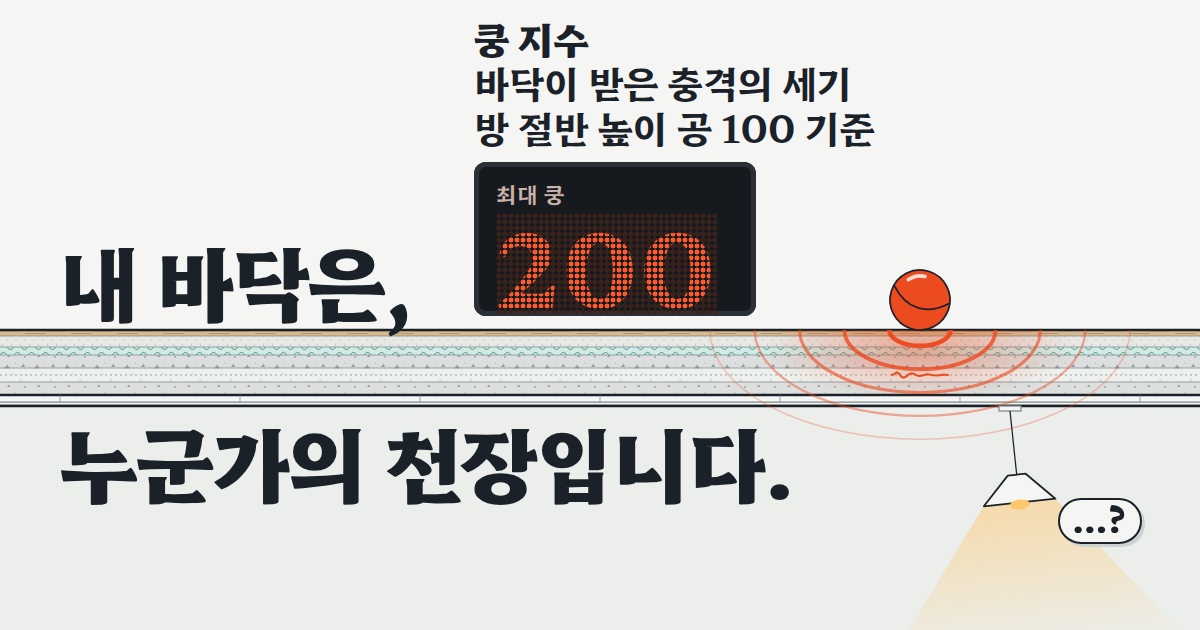 쿵 지수
바닥이 받은 충격의 세기
방 절반 높이 공 100 기준
최대 쿵
200
내 바닥은,
누군가의 천장입니다.
....?